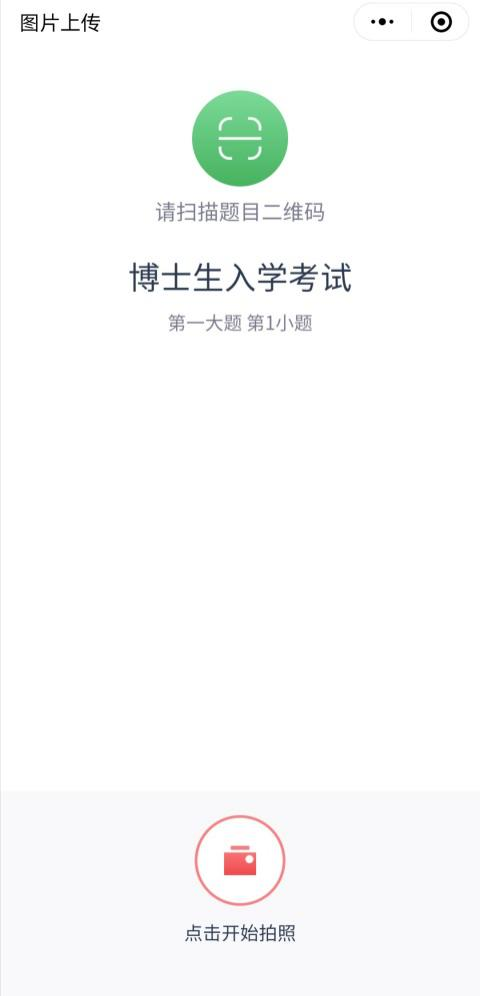 图片上传
请扫描题目二维码
博士生入学考试
第一大题 第1小题
点击开始拍照